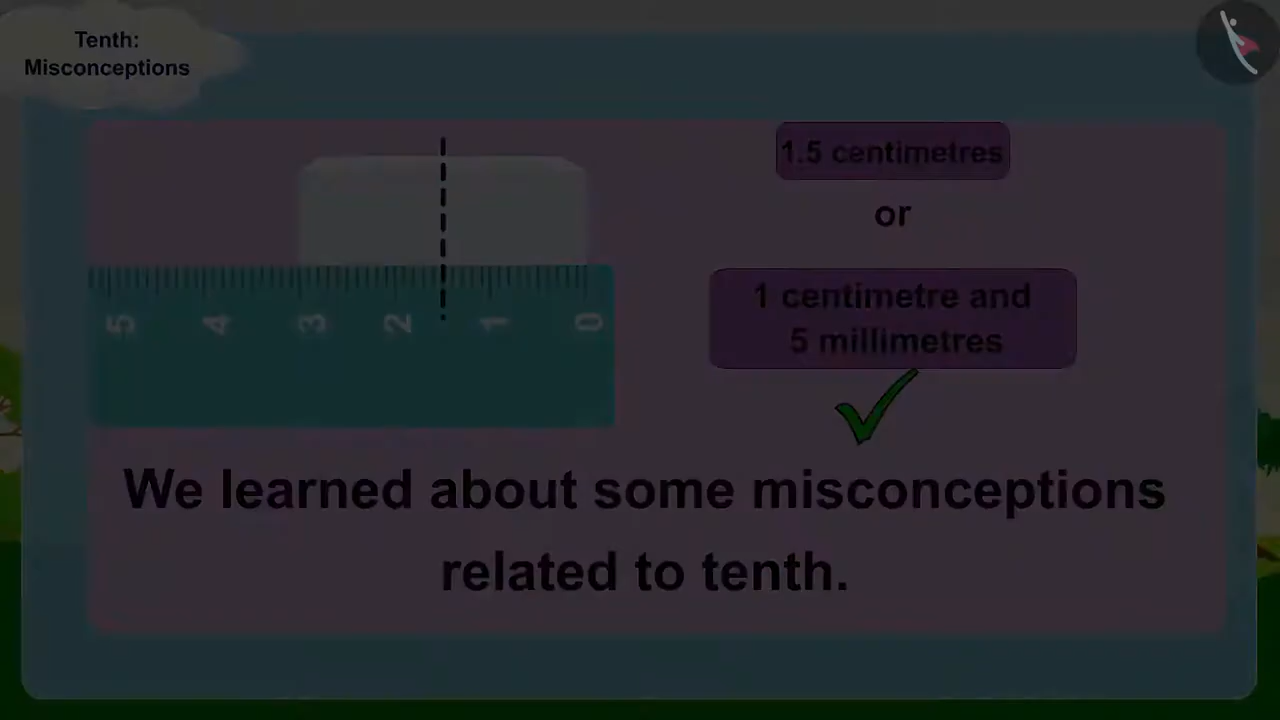 Tenth:
Misconceptions
1.5 centimetres
or
1 centimetre and
5 millimetres
5 4 3 2 1 0
We learned about some misconceptions
related to tenth.